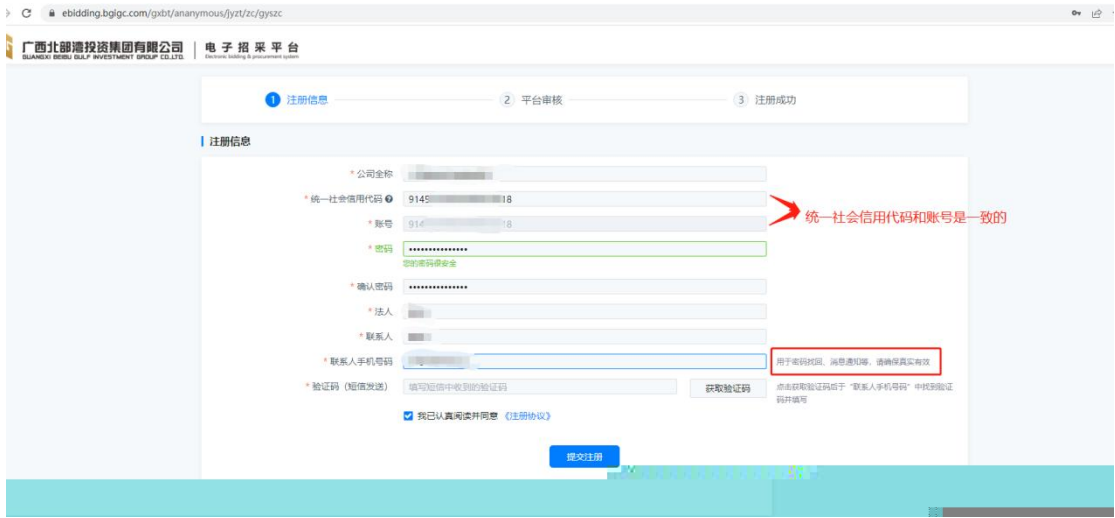 ebidding.bgigc.com/gxbt/ananymous/jyzt/zc/gyszc
广西北部湾投资集团有限公司 电子招采平台
GUANGXI BEIBU GULF INVESTMENT GROUP CO.,LTD. Electronic bidding & procurement system
1 注册信息 2 平台审核 3 注册成功
注册信息
* 公司全称
* 统一社会信用代码 9145 18
* 账号 914 8
统一社会信用代码和账号是一致的
* 密码 •••••••••••••••
您的密码很安全
* 确认密码 •••••••••••••••
* 法人
* 联系人
* 联系人手机号码 用于密码找回、消息通知等，请确保真实有效
* 验证码（短信发送） 填写短信中收到的验证码 获取验证码 点击获取验证码后于“联系人手机号码”中找到验证
码并填写
我已认真阅读并同意 《注册协议》
提交注册